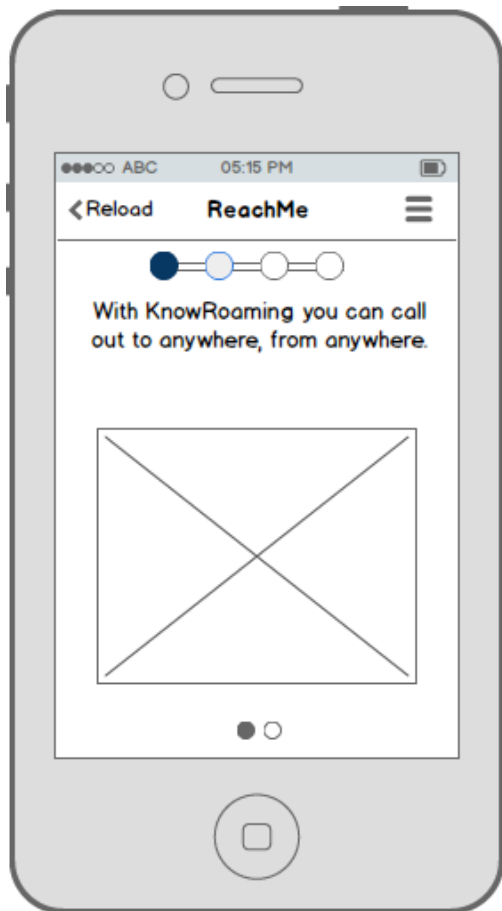 ABC 05:15 PM
Reload ReachMe
With KnowRoaming you can call
out to anywhere, from anywhere.